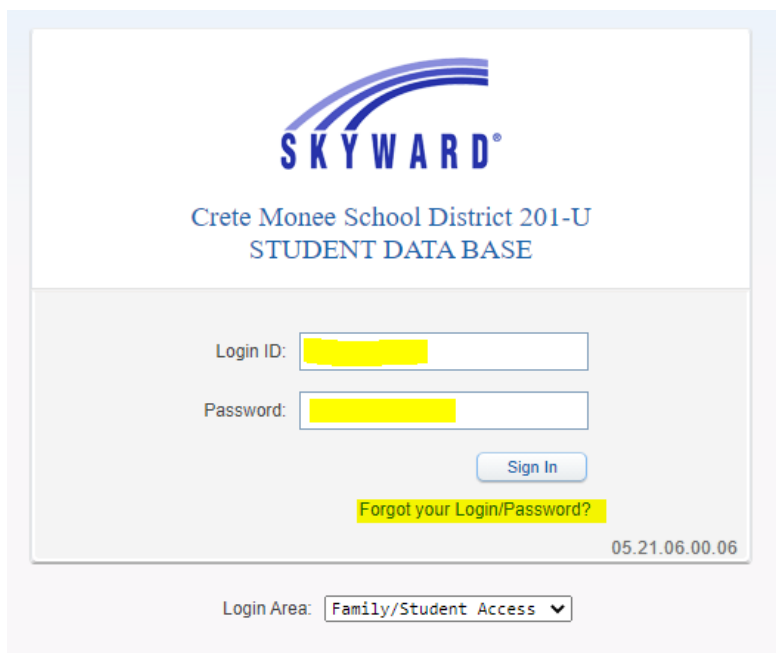 SKYWARD®
Crete Monee School District 201-U
STUDENT DATA BASE
Login ID:
Password:
Sign In
Forgot your Login/Password?
05.21.06.00.06
Login Area: Family/Student Access